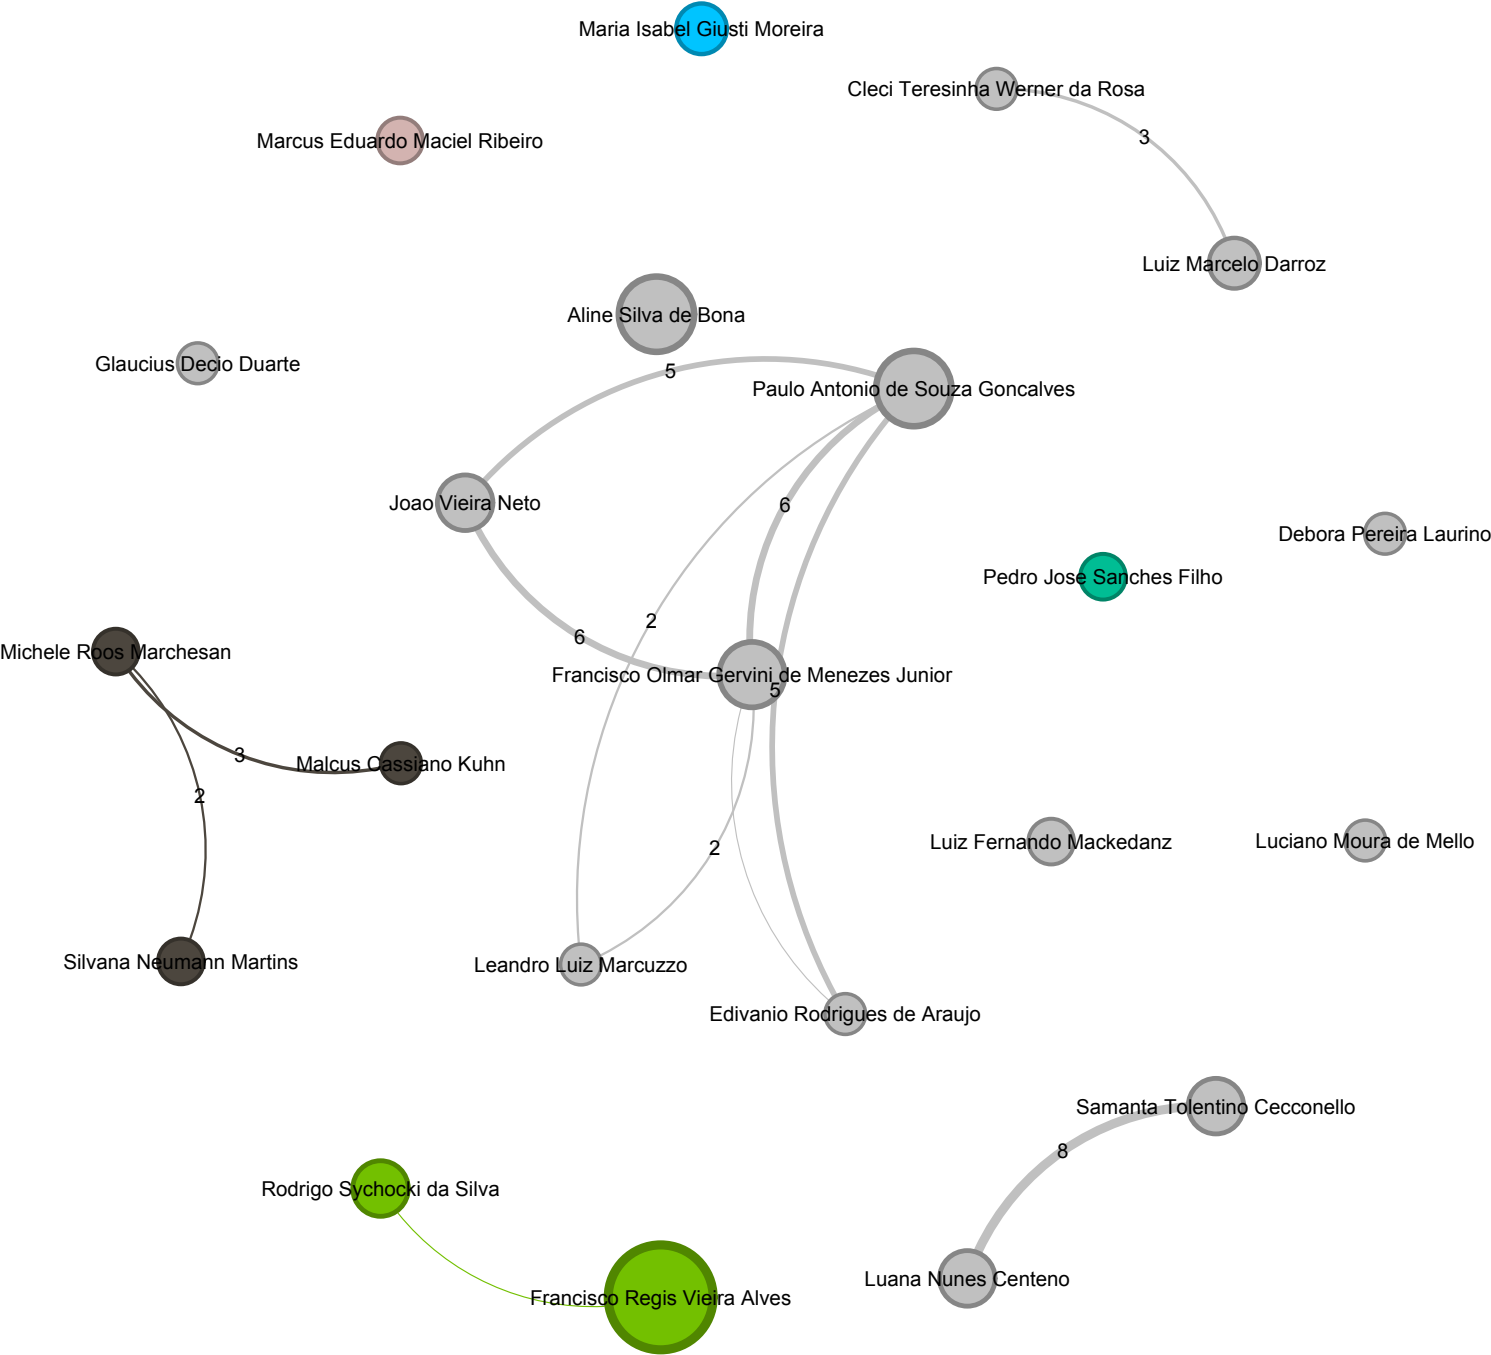 Maria Isabel Giusti Moreira
Cleci Teresinha Werner da Rosa
3
Marcus Eduardo Maciel Ribeiro
Luiz Marcelo Darroz
Aline Silva de Bona
Glaucius Decio Duarte
5
Paulo Antonio de Souza Goncalves
Joao Vieira Neto
6
Debora Pereira Laurino
Pedro Jose Sanches Filho
2
6
Michele Roos Marchesan
Francisco Olmar Gervini de Menezes Junior
5
3
Malcus Cassiano Kuhn
2
Luiz Fernando Mackedanz
Luciano Moura de Mello
2
Silvana Neumann Martins
Leandro Luiz Marcuzzo
Edivanio Rodrigues de Araujo
Samanta Tolentino Cecconello
8
Rodrigo Sychocki da Silva
Luana Nunes Centeno
Francisco Regis Vieira Alves